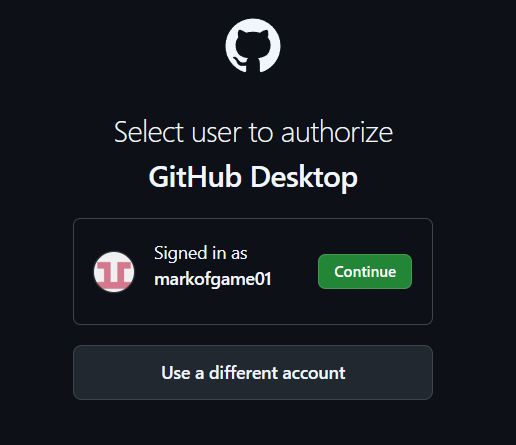 Select user to authorize
GitHub Desktop
Signed in as
markofgame01
Continue
Use a different account